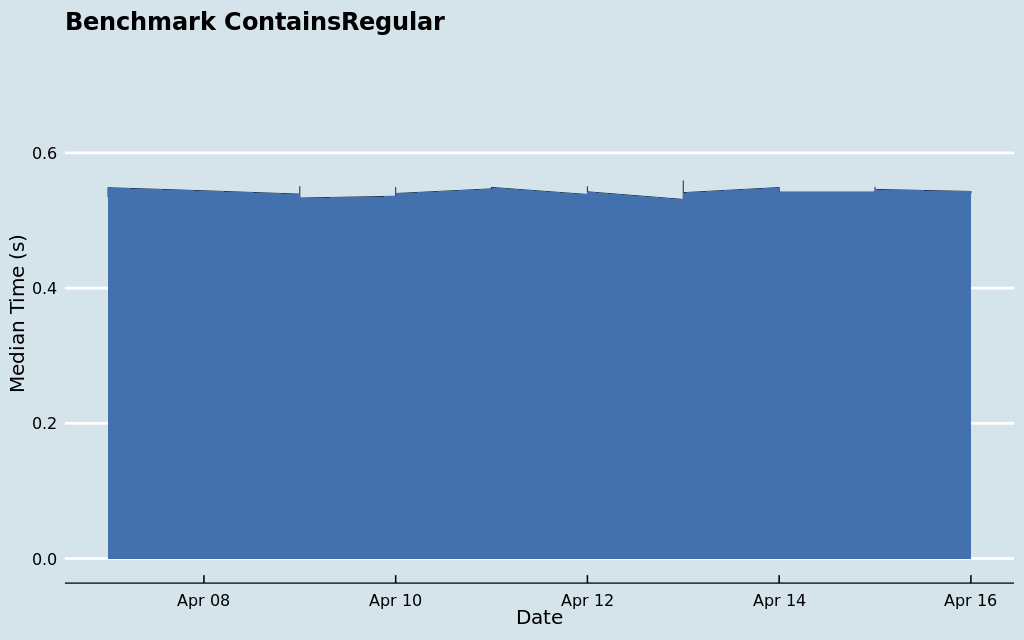 Benchmark ContainsRegular
0.6
0.4
0.2
0.0
Median Time (s)
Apr 08
Apr 10
Apr 12
Apr 14
Apr 16
Date